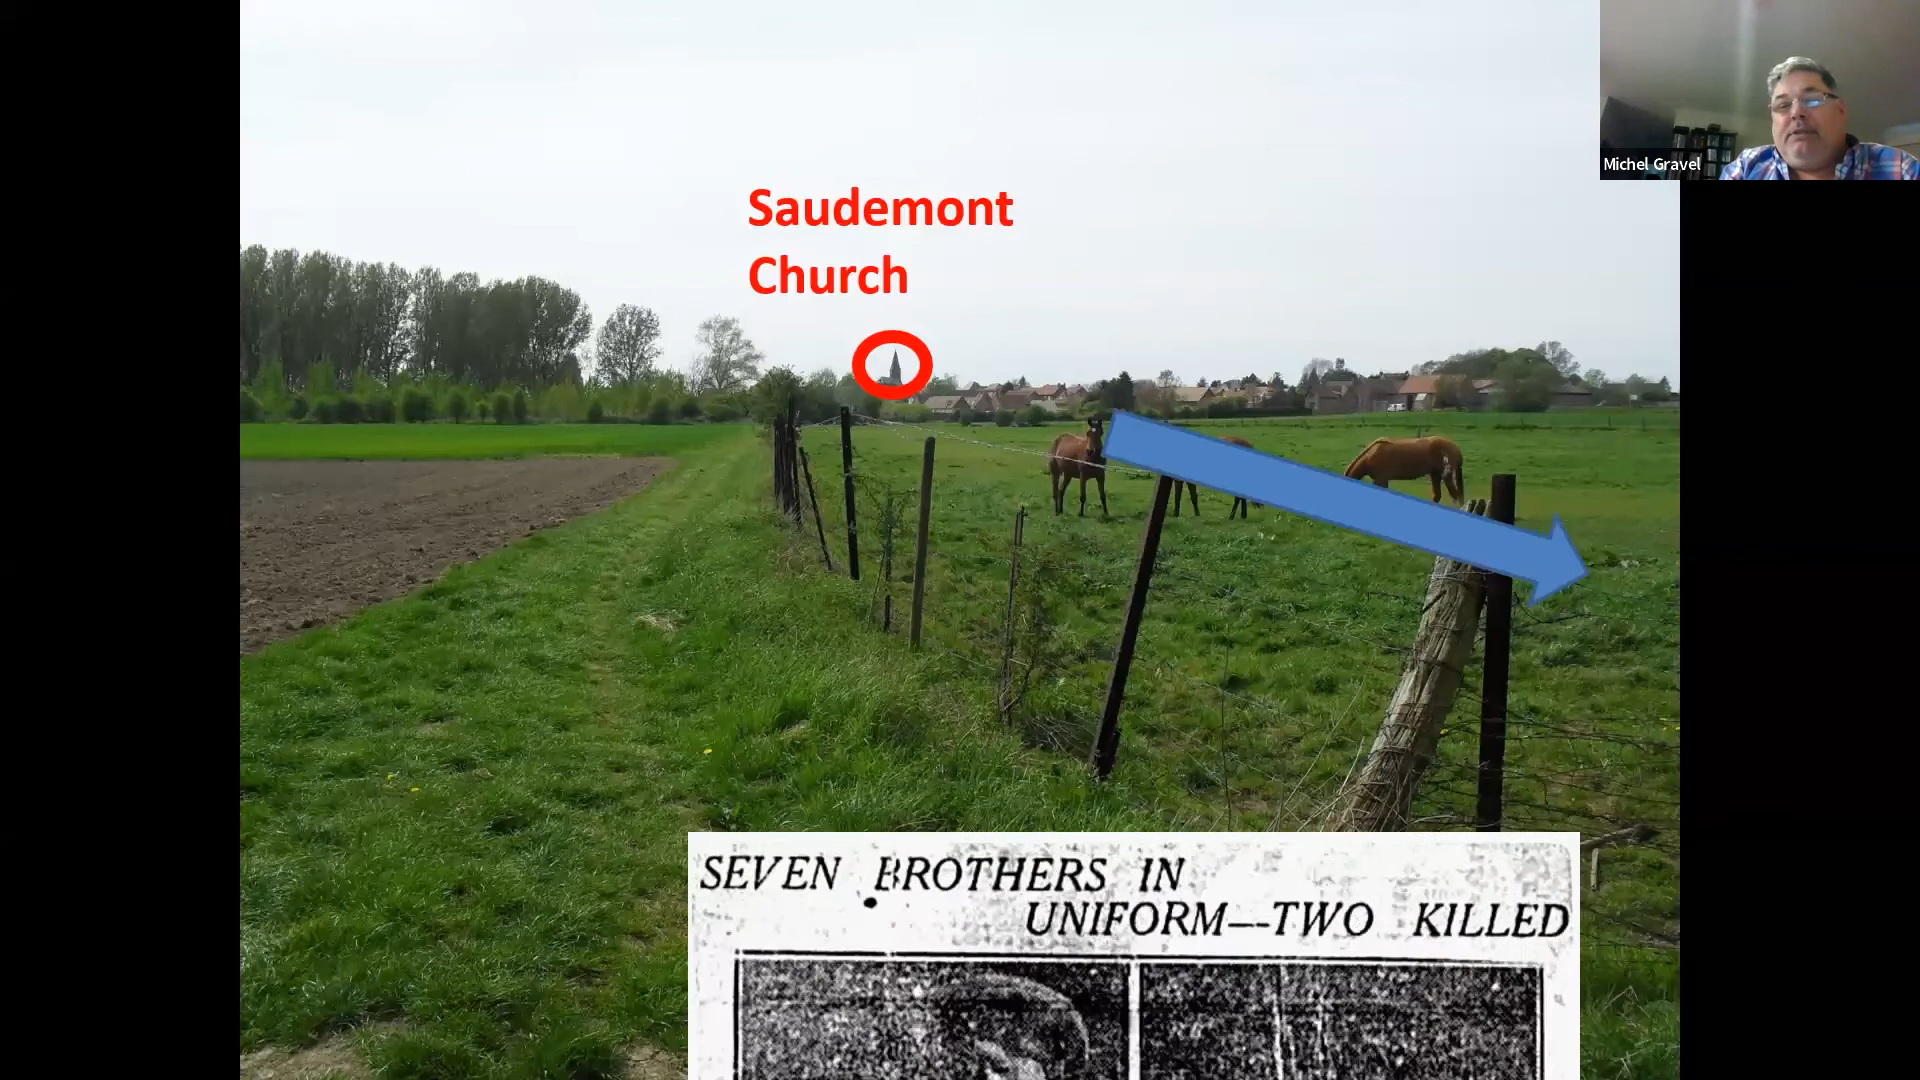 Saudemont
Church
Michel Gravel
SEVEN BROTHERS IN
UNIFORM—TWO KILLED